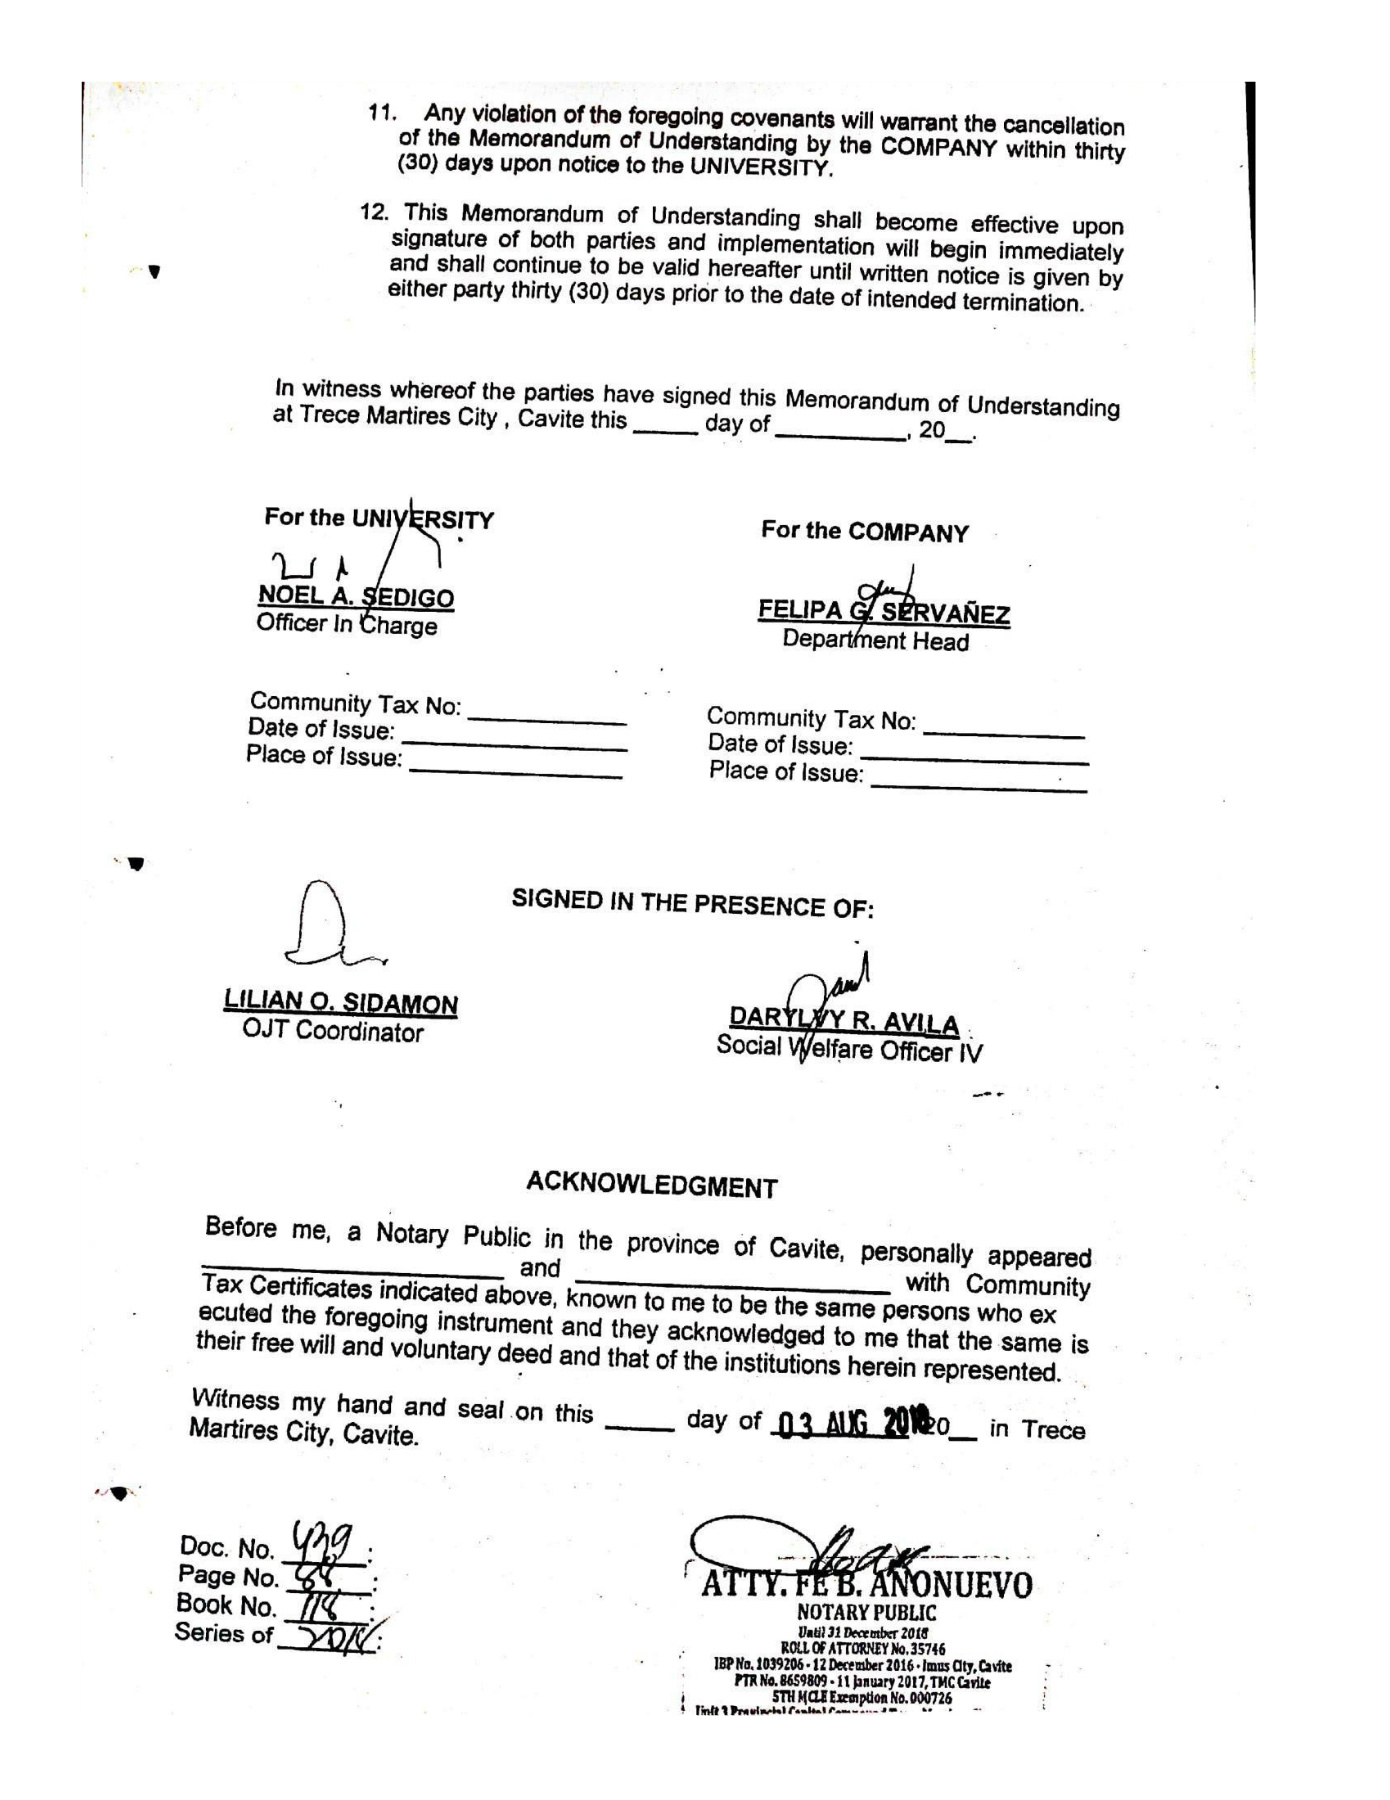 11. Any violation of the foregoing covenants will warrant the cancellation
of the Memorandum of Understanding by the COMPANY within thirty
(30) days upon notice to the UNIVERSITY.
12. This Memorandum of Understanding shall become effective upon
signature of both parties and implementation will begin immediately
and shall continue to be valid hereafter until written notice is given by
either party thirty (30) days prior to the date of intended termination.
In witness whereof the parties have signed this Memorandum of Understanding
at Trece Martires City , Cavite this _____ day of __________, 20__.
For the UNIVERSITY
For the COMPANY
NOEL A. SEDIGO
Officer In Charge
FELIPA G. SERVAÑEZ
Department Head
Community Tax No: ____________
Date of Issue: _________________
Place of Issue: ________________
Community Tax No: ____________
Date of Issue: _________________
Place of Issue: ________________
SIGNED IN THE PRESENCE OF:
LILIAN O. SIDAMON
OJT Coordinator
DARYLVY R. AVILA
Social Welfare Officer IV
ACKNOWLEDGMENT
Before me, a Notary Public in the province of Cavite, personally appeared
_______________________ and ________________________ with Community
Tax Certificates indicated above, known to me to be the same persons who ex
ecuted the foregoing instrument and they acknowledged to me that the same is
their free will and voluntary deed and that of the institutions herein represented.
Witness my hand and seal on this _____ day of 03 AUG 20__ in Trece
Martires City, Cavite.
Doc. No. 439 :
Page No. :
Book No. 118 :
Series of :
ATTY. FE B. AÑONUEVO
NOTARY PUBLIC
Until 31 December 2018
ROLL OF ATTORNEY No. 35746
IBP No. 1039206 - 12 December 2016 - Imus City, Cavite
PTR No. 8659809 - 11 January 2017, TMC Cavite
5TH MCLE Exemption No. 000726
Unit 3 Provincial Capitol